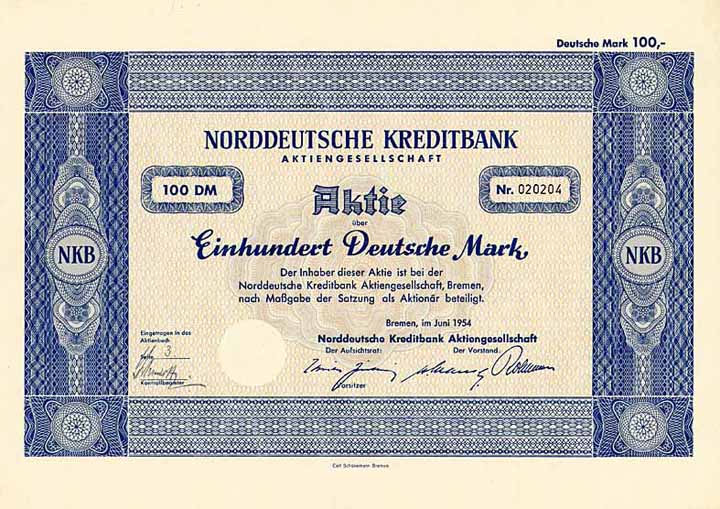 Deutsche Mark 100,-
NORDDEUTSCHE KREDITBANK
AKTIENGESELLSCHAFT
100 DM
Aktie
Nr. 020204
über
Einhundert Deutsche Mark
NKB
NKB
Der Inhaber dieser Aktie ist bei der
Norddeutsche Kreditbank Aktiengesellschaft, Bremen,
nach Maßgabe der Satzung als Aktionär beteiligt.
Bremen, im Juni 1954
Norddeutsche Kreditbank Aktiengesellschaft
Der Aufsichtsrat:
Der Vorstand:
Vorsitzer
Eingetragen in das
Aktienbuch
Seite 3
Kontrollbeamter
Carl Schünemann Bremen